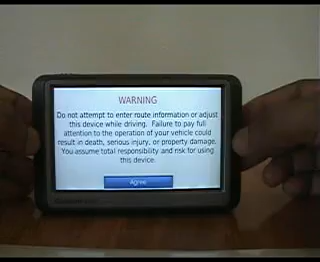 WARNING
Do not attempt to enter route information or adjust
this device while driving. Failure to pay full
attention to the operation of your vehicle could
result in death, serious injury, or property damage.
You assume total responsibility and risk for using
this device.
Agree